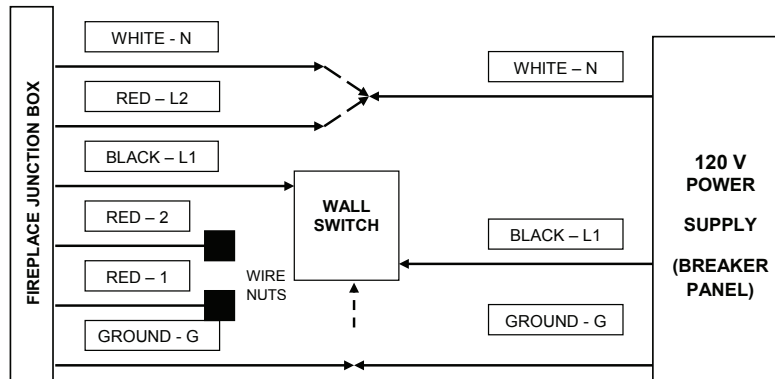 FIREPLACE JUNCTION BOX
WHITE - N
RED – L2
BLACK – L1
RED – 2
RED – 1
GROUND - G
WIRE
NUTS
WALL
SWITCH
WHITE – N
BLACK – L1
GROUND - G
120 V
POWER
SUPPLY
(BREAKER
PANEL)